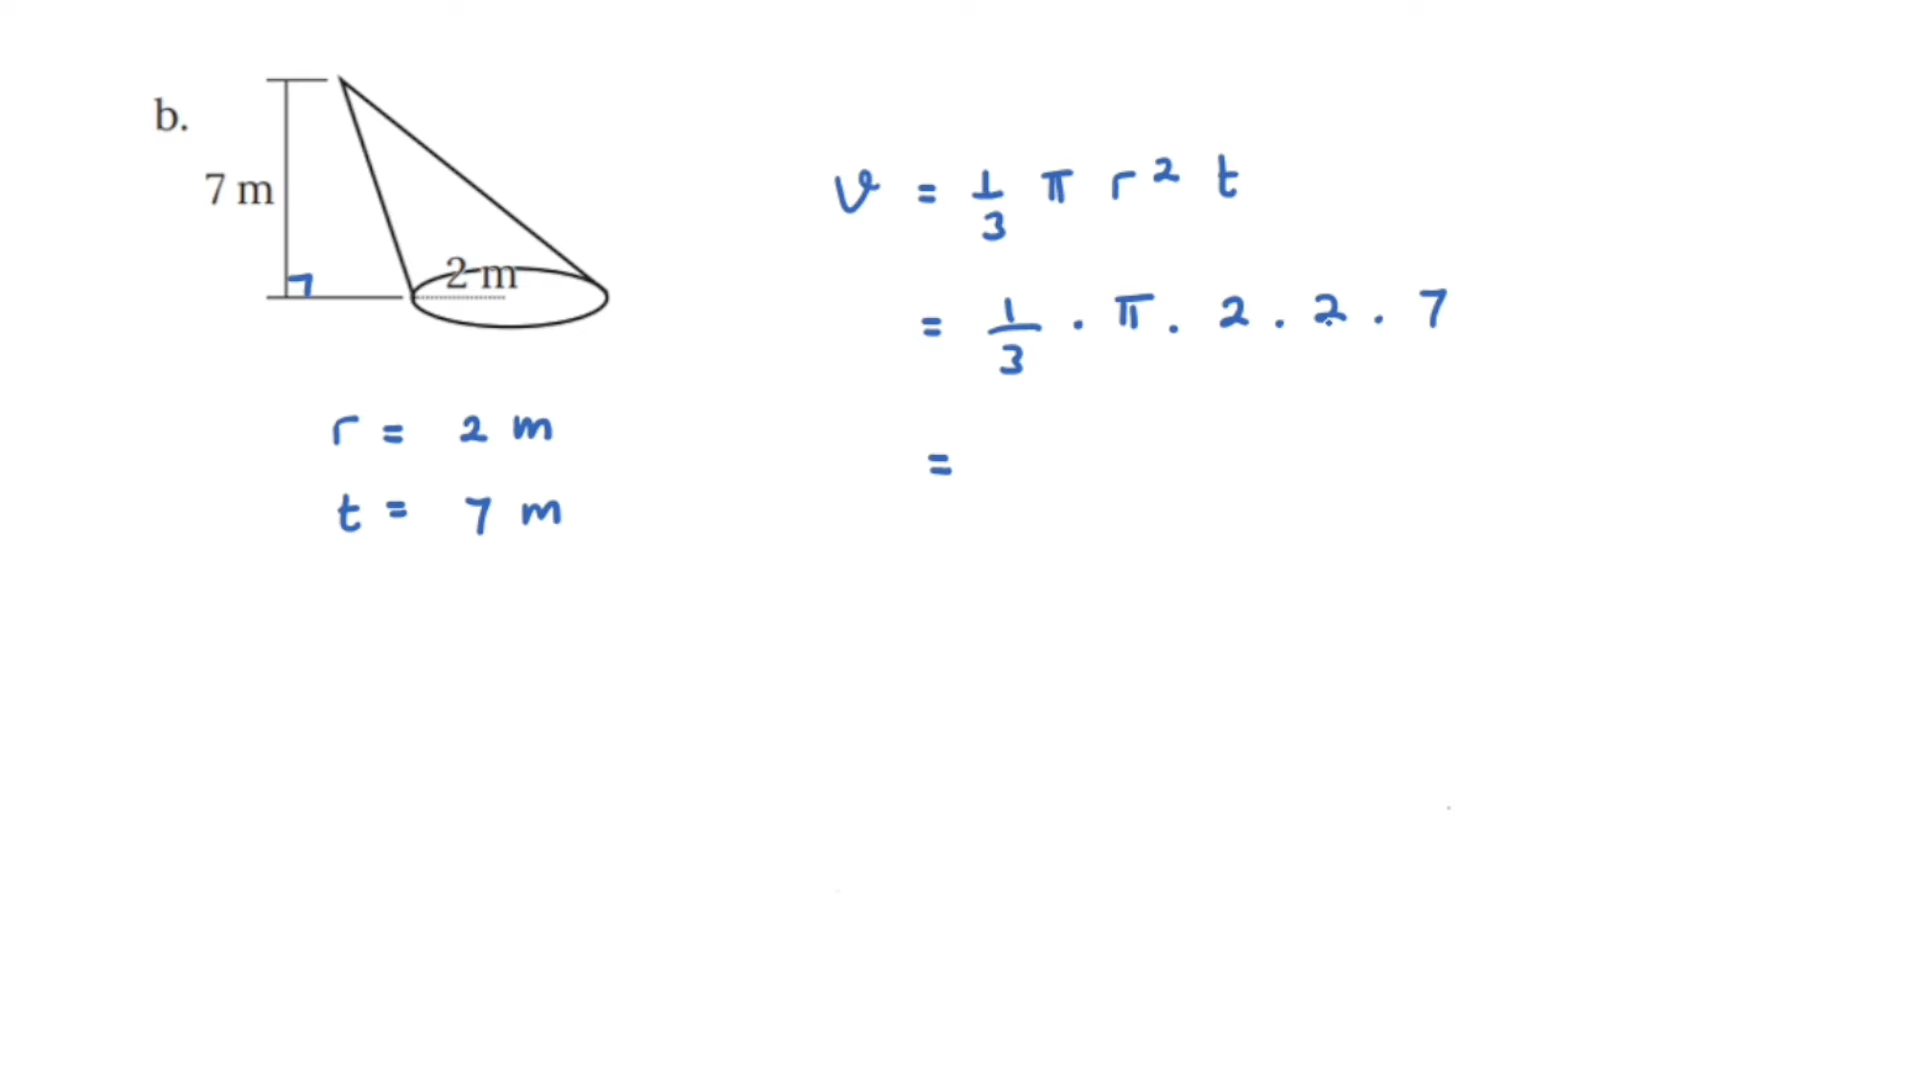 b.
7 m
2 m
r = 2 m
t = 7 m
V = 1/3 π r² t
= 1/3 . π . 2 . 2 . 7
=